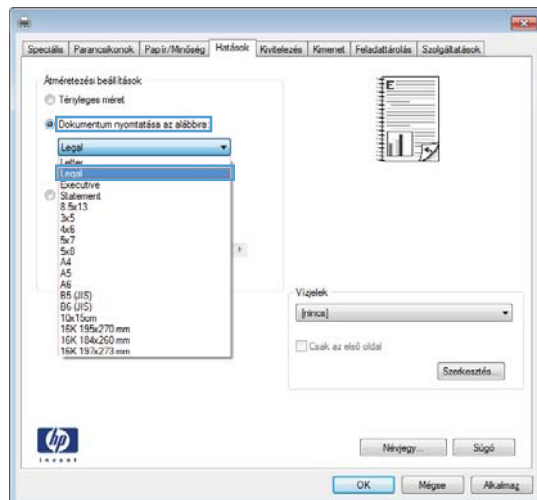 Speciális Parancsikonok Papír/Minőség Hatások Kivitelezés Kimenet Feladattárolás Szolgáltatások
Átméretezési beállítások
Tényleges méret
Dokumentum nyomtatása az alábbira:
Legal
Letter
Legal
Executive
Statement
8.5x13
3x5
4x6
5x7
5x8
A4
A5
A6
B5 (JIS)
B6 (JIS)
10x15cm
16K 195x270 mm
16K 184x260 mm
16K 197x273 mm
E
Vízjelek
[nincs]
Csak az első oldal
Szerkesztés...
hp
invent
Névjegy... Súgó
OK Mégse Alkalmaz